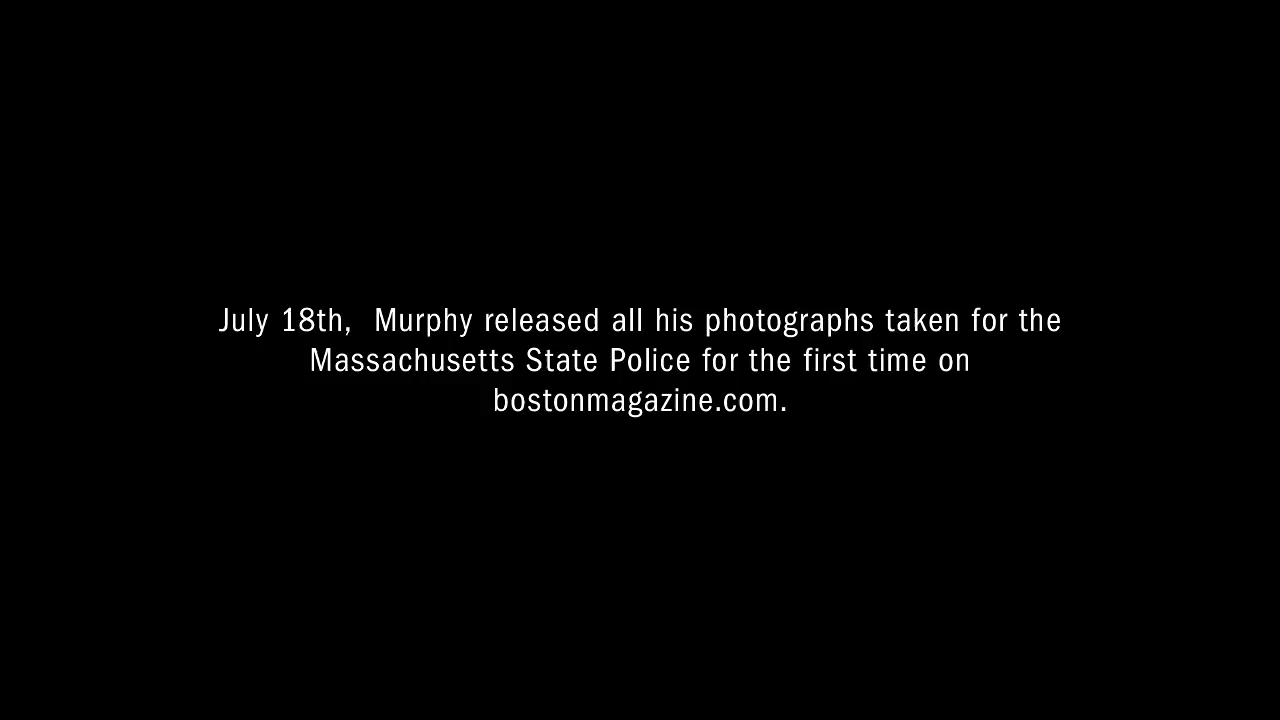 July 18th,  Murphy released all his photographs taken for the
Massachusetts State Police for the first time on
bostonmagazine.com.